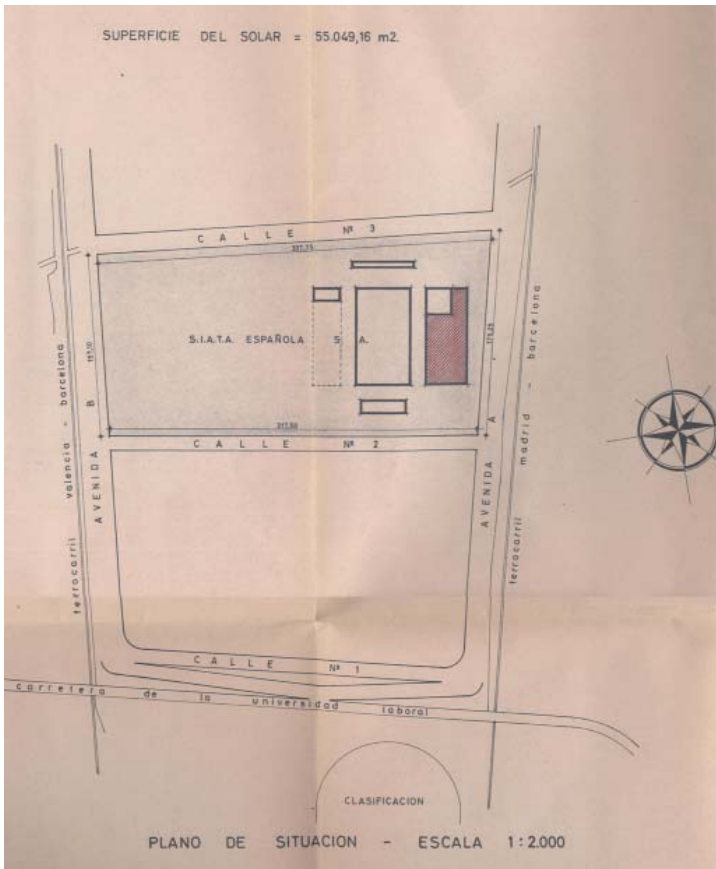 SUPERFICIE DEL SOLAR = 55.049,16 m2.
CALLE Nº 3
S.I.A.T.A. ESPAÑOLA S. A.
CALLE Nº 2
AVENIDA B
AVENIDA A
ferrocarril valencia - barcelona
ferrocarril madrid - barcelona
CALLE Nº 1
carretera de la universidad laboral
CLASIFICACION
PLANO DE SITUACION - ESCALA 1:2.000